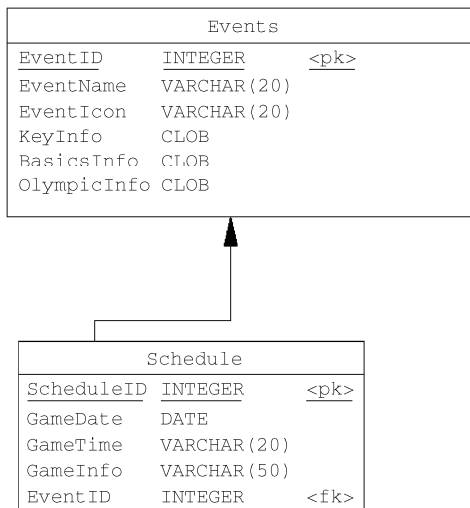 Events
EventID INTEGER <pk>
EventName VARCHAR(20)
EventIcon VARCHAR(20)
KeyInfo CLOB
BasicsInfo CLOB
OlympicInfo CLOB
Schedule
ScheduleID INTEGER <pk>
GameDate DATE
GameTime VARCHAR(20)
GameInfo VARCHAR(50)
EventID INTEGER <fk>